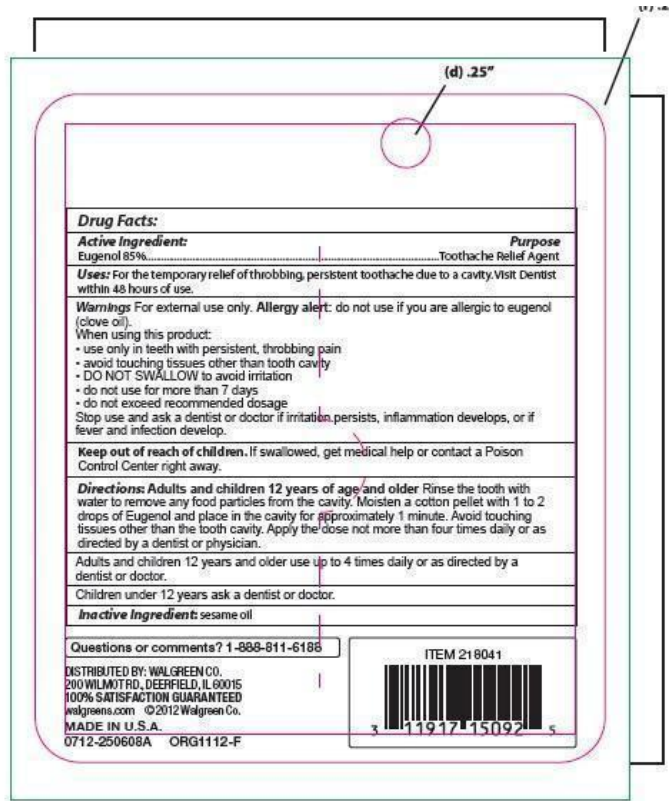 (d) .25"
Drug Facts:
Active Ingredient: Purpose
Eugenol 85%...Toothache Relief Agent
Uses: For the temporary relief of throbbing, persistent toothache due to a cavity. Visit Dentist
within 48 hours of use.
Warnings For external use only. Allergy alert: do not use if you are allergic to eugenol
(clove oil).
When using this product:
• use only in teeth with persistent, throbbing pain
• avoid touching tissues other than tooth cavity
• DO NOT SWALLOW to avoid irritation
• do not use for more than 7 days
• do not exceed recommended dosage
Stop use and ask a dentist or doctor if irritation persists, inflammation develops, or if
fever and infection develop.
Keep out of reach of children. If swallowed, get medical help or contact a Poison
Control Center right away.
Directions: Adults and children 12 years of age and older Rinse the tooth with
water to remove any food particles from the cavity. Moisten a cotton pellet with 1 to 2
drops of Eugenol and place in the cavity for approximately 1 minute. Avoid touching
tissues other than the tooth cavity. Apply the dose not more than four times daily or as
directed by a dentist or physician.
Adults and children 12 years and older use up to 4 times daily or as directed by a
dentist or doctor.
Children under 12 years ask a dentist or doctor.
Inactive Ingredient: sesame oil
Questions or comments? 1-888-811-6188
DISTRIBUTED BY: WALGREEN CO.
200 WILMOT RD., DEERFIELD, IL 60015
100% SATISFACTION GUARANTEED
walgreens.com ©2012 Walgreen Co.
MADE IN U.S.A.
0712-250608A ORG1112-F
ITEM 218041
3 11917 15092 5